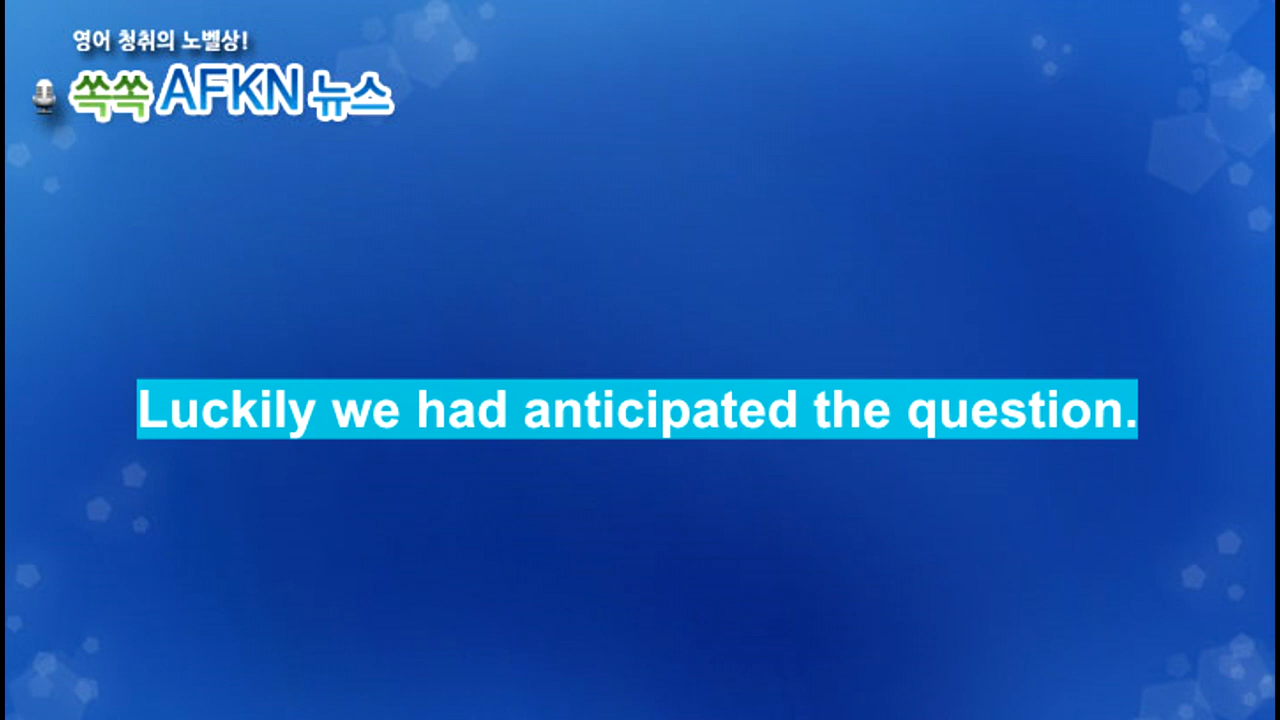 영어 청취의 노벨상!
쏙쏙 AFKN 뉴스
Luckily we had anticipated the question.